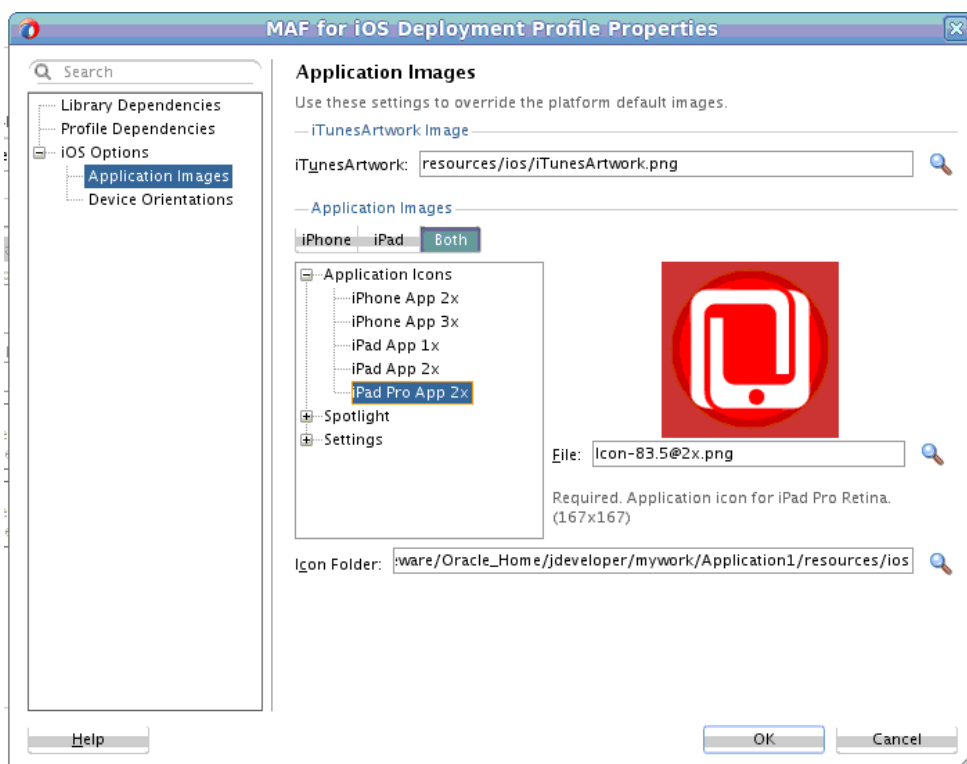 MAF for iOS Deployment Profile Properties
Search
Library Dependencies
Profile Dependencies
iOS Options
Application Images
Device Orientations
Application Images
Use these settings to override the platform default images.
iTunesArtwork Image
iTunesArtwork: resources/ios/iTunesArtwork.png
Application Images
iPhone iPad Both
Application Icons
iPhone App 2x
iPhone App 3x
iPad App 1x
iPad App 2x
iPad Pro App 2x
Spotlight
Settings
File: Icon-83.5@2x.png
Required. Application icon for iPad Pro Retina.
(167x167)
Icon Folder: eware/Oracle_Home/jdeveloper/mywork/Application1/resources/ios
Help OK Cancel